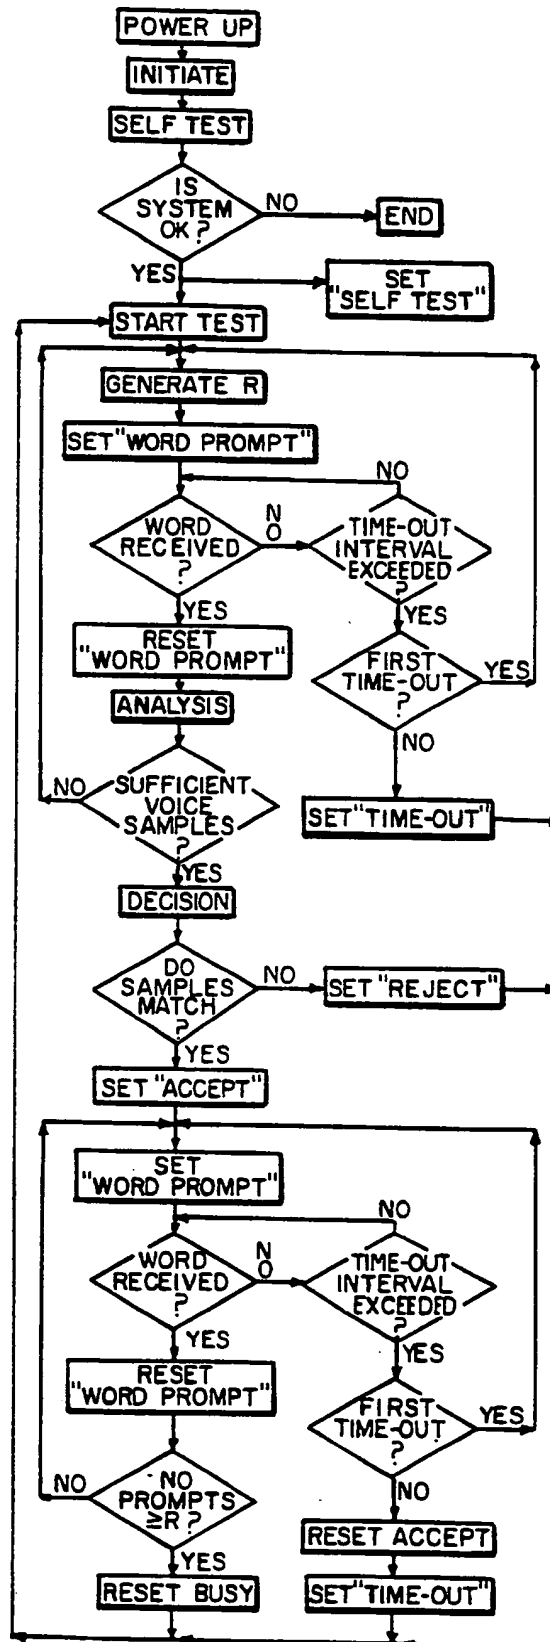 POWER UP
INITIATE
SELF TEST
IS
SYSTEM
OK?
NO
END
YES
SET
"SELF TEST"
START TEST
GENERATE R
SET "WORD PROMPT"
NO
WORD
RECEIVED
?
NO
TIME-OUT
INTERVAL
EXCEEDED
?
YES
YES
RESET
"WORD PROMPT"
FIRST
TIME-OUT
?
YES
ANALYSIS
NO
SUFFICIENT
VOICE
SAMPLES
?
NO
SET "TIME-OUT"
YES
DECISION
DO
SAMPLES
MATCH
?
NO
SET "REJECT"
YES
SET "ACCEPT"
SET
"WORD PROMPT"
NO
WORD
RECEIVED
?
NO
TIME-OUT
INTERVAL
EXCEEDED
?
YES
YES
RESET
"WORD PROMPT"
FIRST
TIME-OUT
?
YES
NO
NO
PROMPTS
≥R?
NO
RESET ACCEPT
YES
RESET BUSY
SET "TIME-OUT"